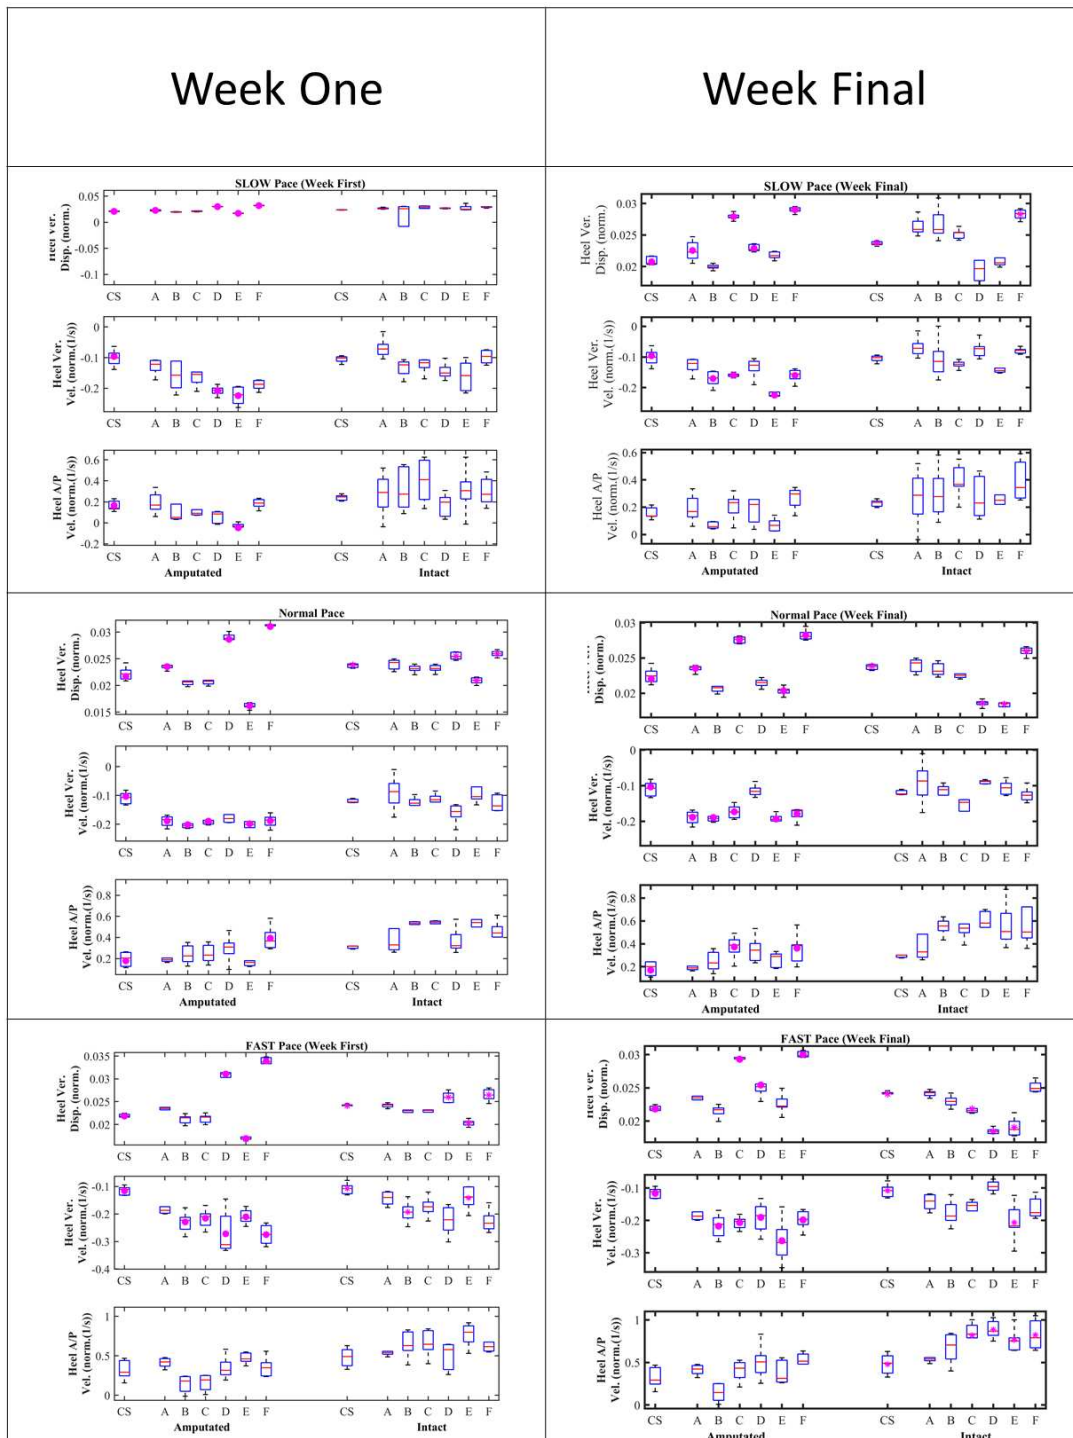 Week One
Week Final
SLOW Pace (Week First)
Heel Ver.
Disp. (norm.)
0.05
0
-0.05
-0.1
CS A B C D E F CS A B C D E F
Heel Ver.
Vel. (norm.(1/s))
0
-0.1
-0.2
CS A B C D E F CS A B C D E F
Heel A/P
Vel. (norm.(1/s))
0.6
0.4
0.2
0
-0.2
CS A B C D E F CS A B C D E F
Amputated Intact
SLOW Pace (Week Final)
Heel Ver.
Disp. (norm.)
0.03
0.02
CS A B C D E F CS A B C D E F
Heel Ver.
Vel. (norm.(1/s))
0
-0.1
-0.2
CS A B C D E F CS A B C D E F
Heel A/P
Vel. (norm.(1/s))
0.6
0.4
0.2
0
CS A B C D E F CS A B C D E F
Amputated Intact
Normal Pace
Heel Ver.
Disp. (norm.)
0.03
0.025
0.02
0.015
CS A B C D E F CS A B C D E F
Heel Ver.
Vel. (norm.(1/s))
0
-0.1
-0.2
CS A B C D E F CS A B C D E F
Heel A/P
Vel. (norm.(1/s))
0.8
0.6
0.4
0.2
CS A B C D E F CS A B C D E F
Amputated Intact
Normal Pace (Week Final)
Disp. (norm.)
0.03
0.025
0.02
CS A B C D E F CS A B C D E F
Heel Ver.
Vel. (norm.(1/s))
0
-0.1
-0.2
CS A B C D E F CS A B C D E F
Heel A/P
Vel. (norm.(1/s))
0.8
0.6
0.4
0.2
CS A B C D E F CS A B C D E F
Amputated Intact
FAST Pace (Week First)
Heel Ver.
Disp. (norm.)
0.035
0.03
0.025
0.02
CS A B C D E F CS A B C D E F
Heel Ver.
Vel. (norm.(1/s))
-0.1
-0.2
-0.3
-0.4
CS A B C D E F CS A B C D E F
Heel A/P
Vel. (norm.(1/s))
1
0.5
0
CS A B C D E F CS A B C D E F
Amputated Intact
FAST Pace (Week Final)
Heel Ver.
Disp. (norm.)
0.03
0.025
0.02
CS A B C D E F CS A B C D E F
Heel Ver.
Vel. (norm.(1/s))
-0.1
-0.2
-0.3
CS A B C D E F CS A B C D E F
Heel A/P
Vel. (norm.(1/s))
1
0.5
0
CS A B C D E F CS A B C D E F
Amputated Intact